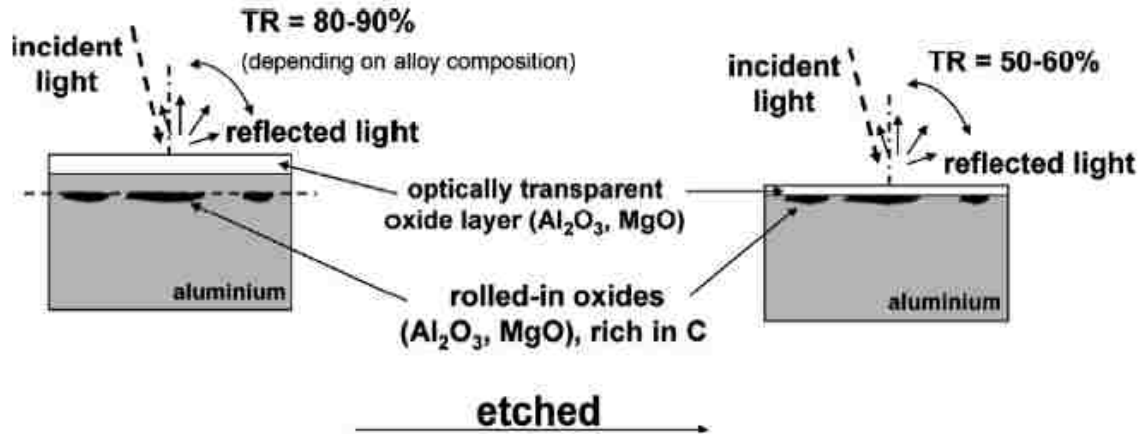 TR = 80-90%
(depending on alloy composition)
incident
light
reflected light
TR = 50-60%
incident
light
reflected light
optically transparent
oxide layer (Al₂O₃, MgO)
aluminium
rolled-in oxides
(Al₂O₃, MgO), rich in C
aluminium
etched